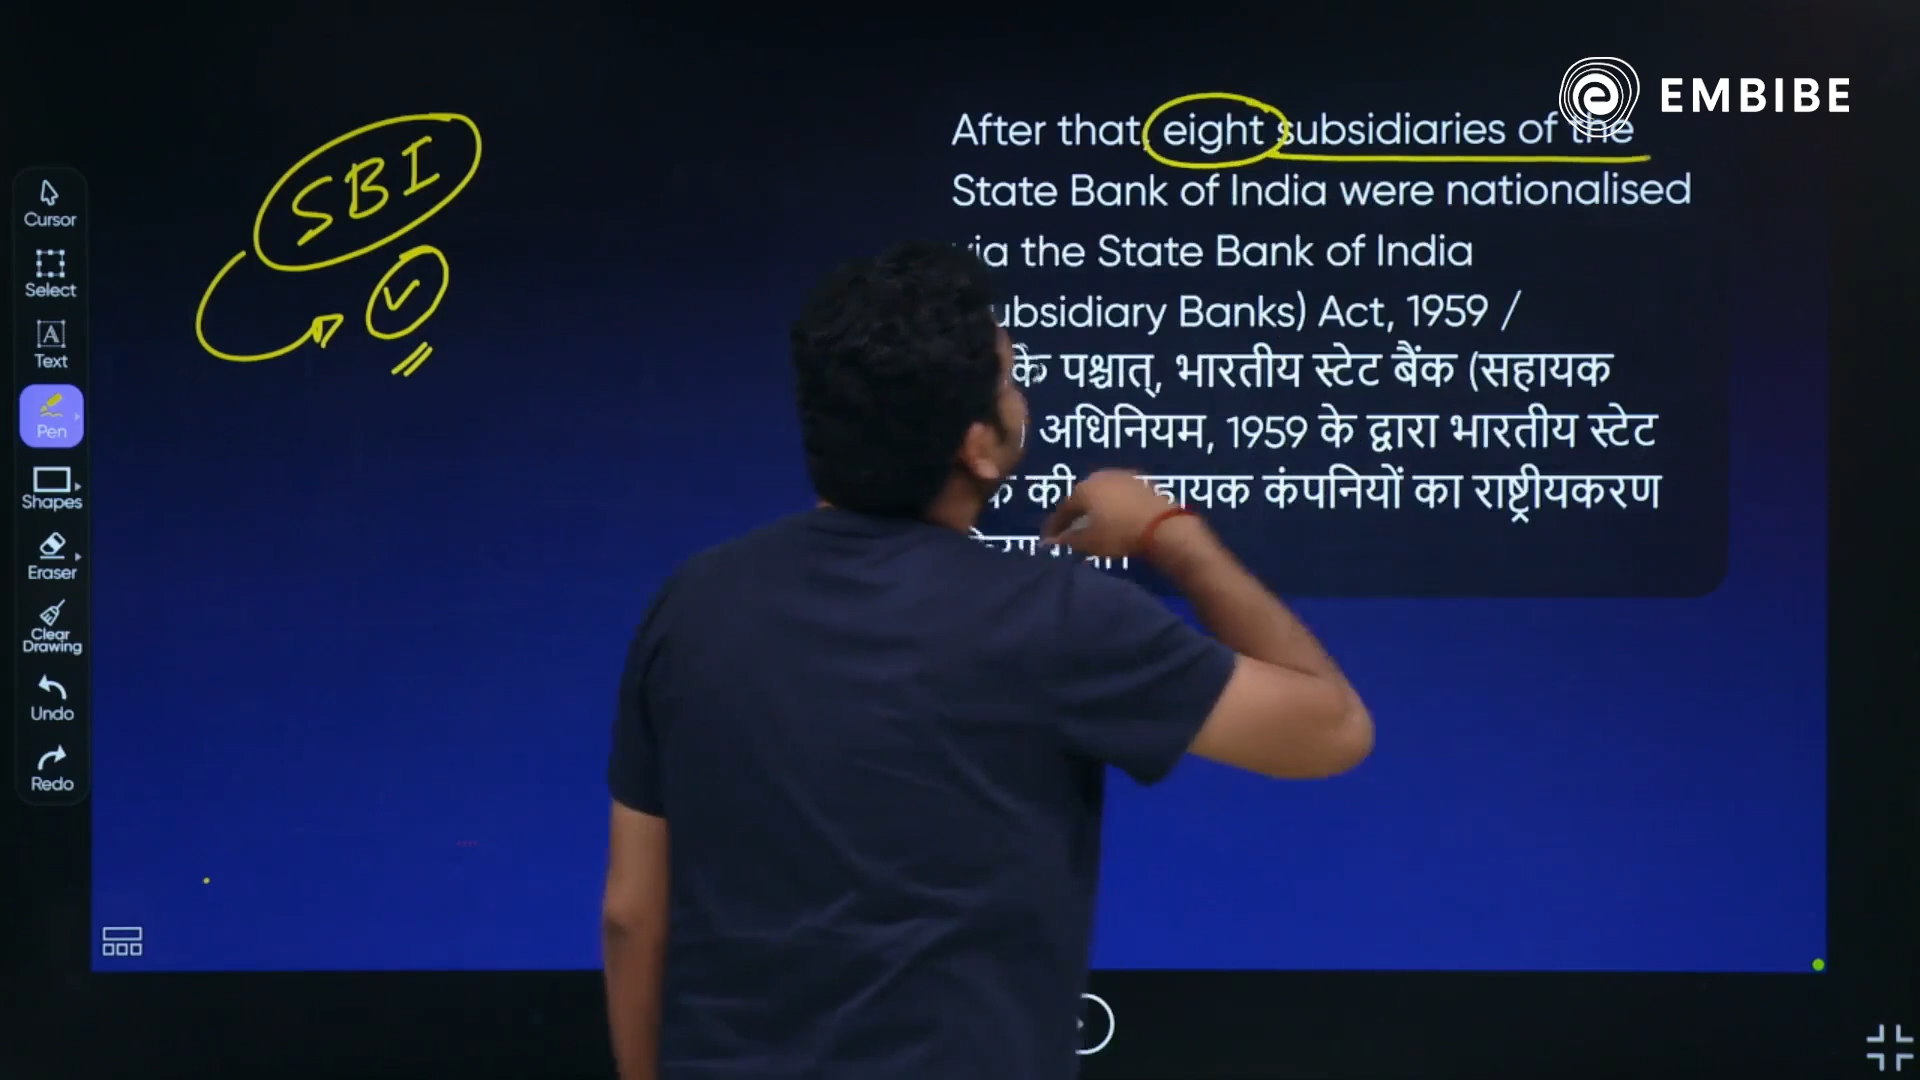 EMBIBE
SBI
After that, eight subsidiaries of the
State Bank of India were nationalised
the State Bank of India
Banks) Act, 1959 /
के पश्चात्, भारतीय स्टेट बैंक (सहायक
अधिनियम, 1959 के द्वारा भारतीय स्टेट
की कंपनियों का राष्ट्रीयकरण
Cursor
Select
Text
Pen
Shapes
Eraser
Clear
Drawing
Undo
Redo